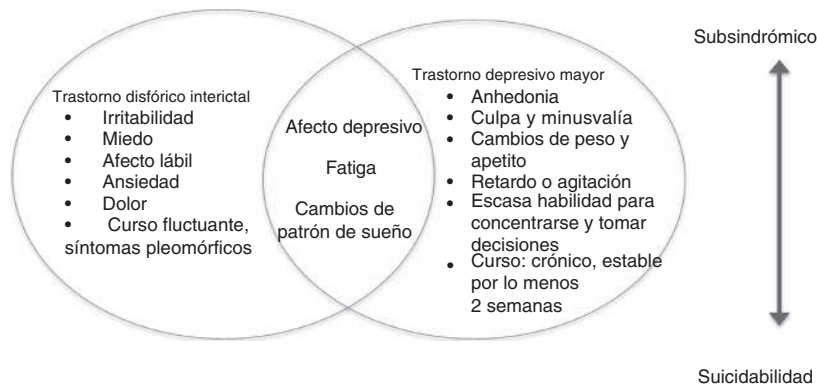 Trastorno disfórico interictal
• Irritabilidad
• Miedo
• Afecto lábil
• Ansiedad
• Dolor
• Curso fluctuante,
síntomas pleomórficos
Afecto depresivo
Fatiga
Cambios de
patrón de sueño
Trastorno depresivo mayor
• Anhedonia
• Culpa y minusvalía
• Cambios de peso y
apetito
• Retardo o agitación
• Escasa habilidad para
concentrarse y tomar
decisiones
• Curso: crónico, estable
por lo menos
2 semanas
Subsindrómico
Suicidabilidad